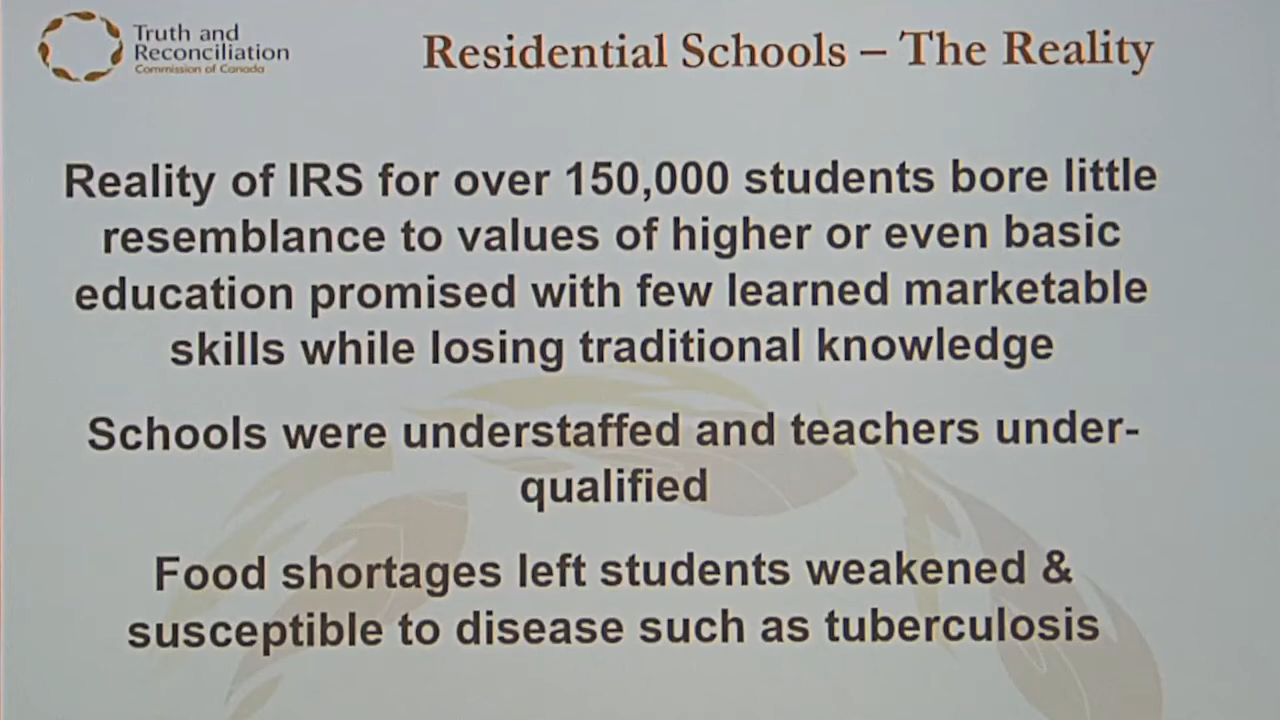 Truth and
Reconciliation
Commission of Canada
Residential Schools – The Reality
Reality of IRS for over 150,000 students bore little
resemblance to values of higher or even basic
education promised with few learned marketable
skills while losing traditional knowledge
Schools were understaffed and teachers under-
qualified
Food shortages left students weakened &
susceptible to disease such as tuberculosis